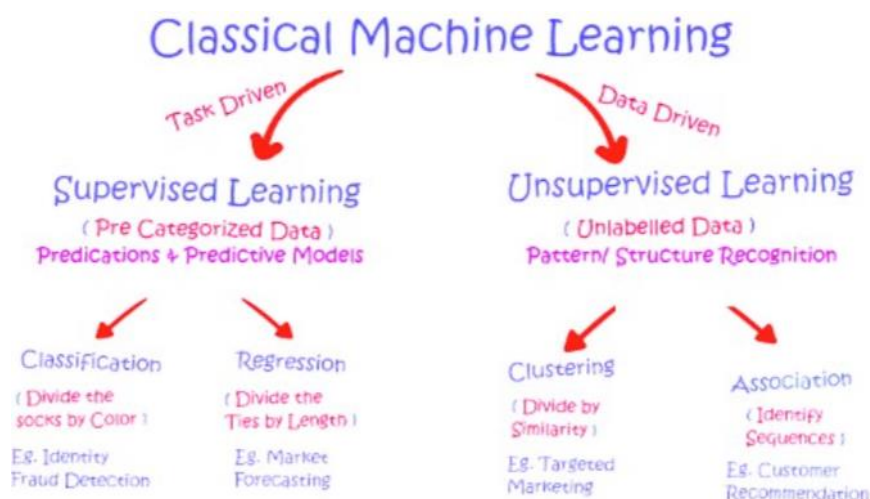 Classical Machine Learning
Task Driven
Data Driven
Supervised Learning
( Pre Categorized Data )
Predications & Predictive Models
Unsupervised Learning
( Unlabelled Data )
Pattern/ Structure Recognition
Classification
( Divide the
socks by Color )
Eg. Identity
Fraud Detection
Regression
( Divide the
Ties by Length )
Eg. Market
Forecasting
Clustering
( Divide by
Similarity )
Eg. Targeted
Marketing
Association
( Identify
Sequences )
Eg. Customer
Recommendation